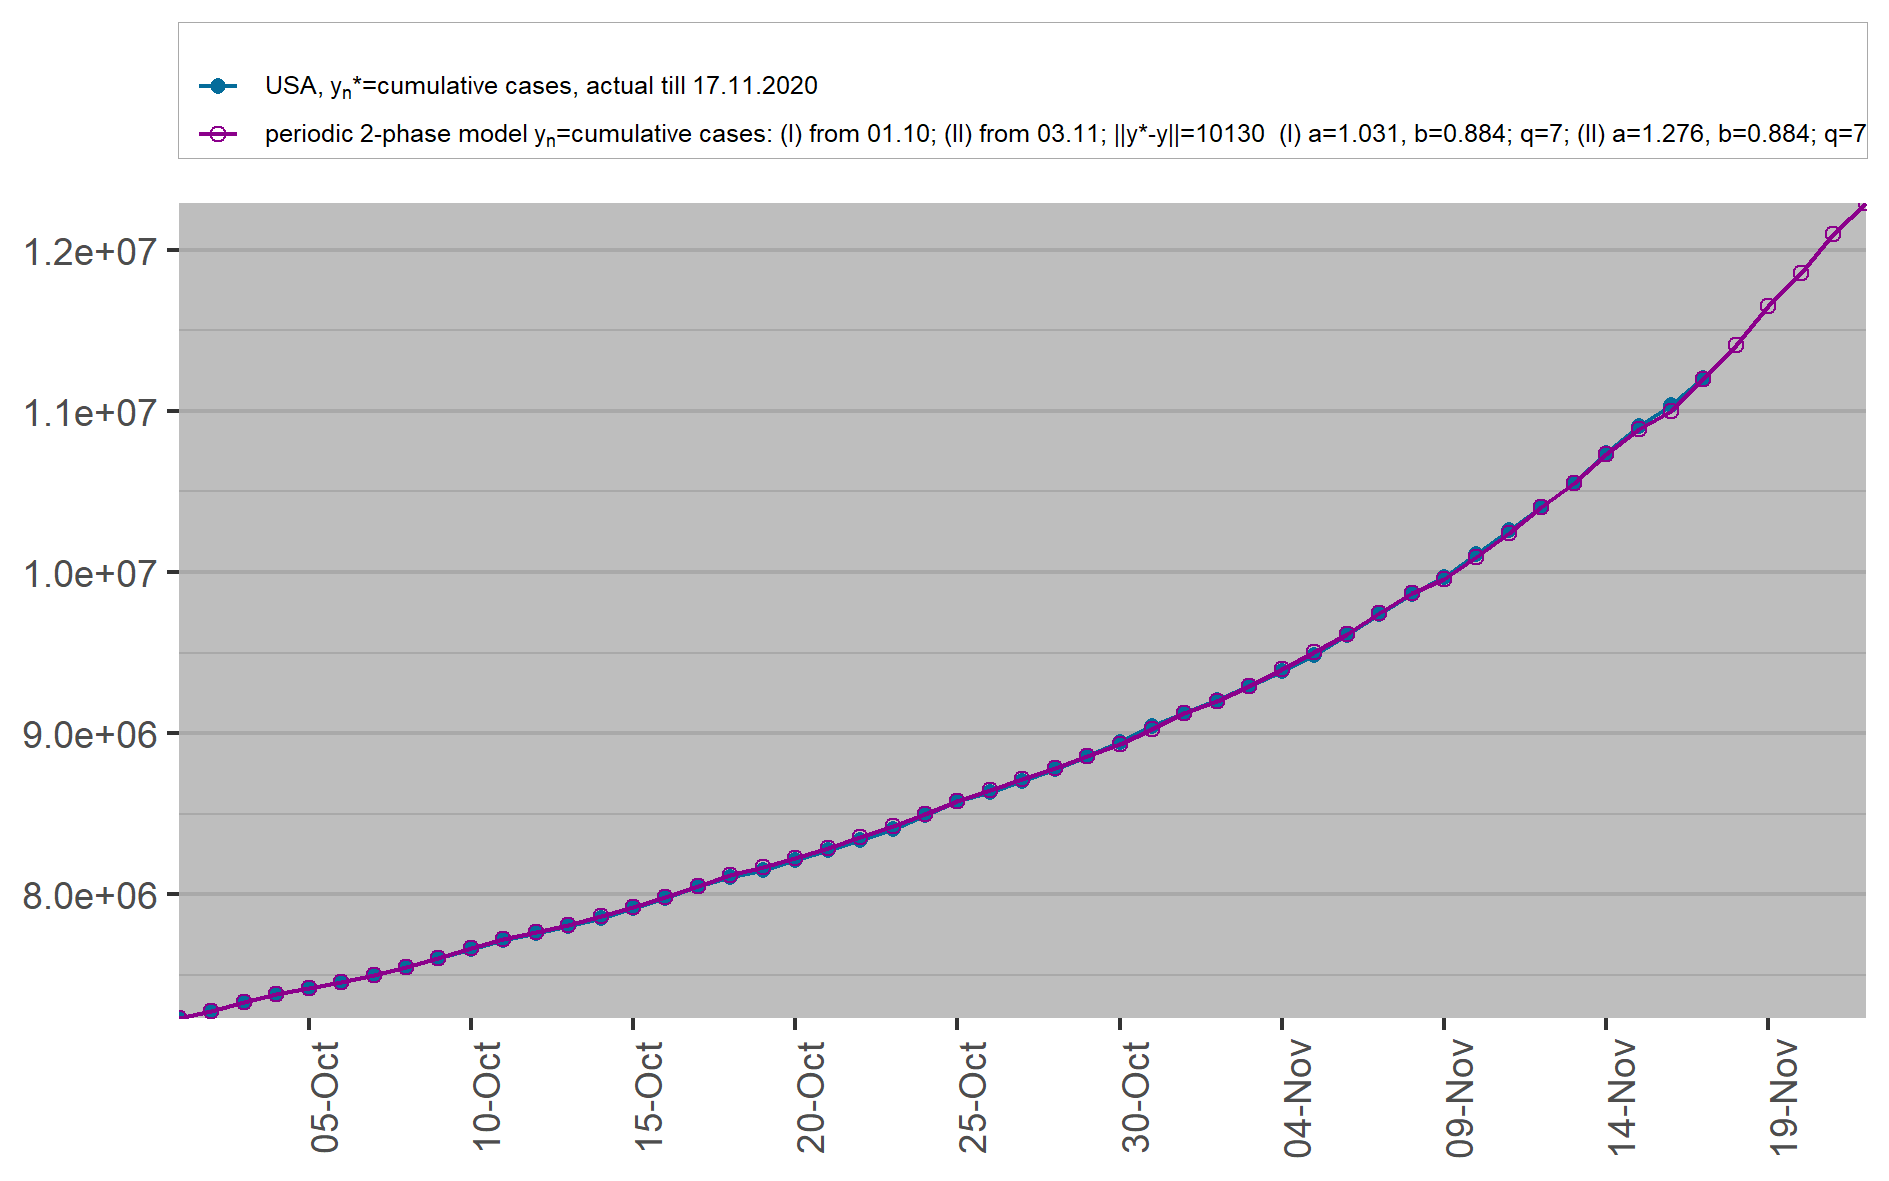 USA, yn*=cumulative cases, actual till 17.11.2020
periodic 2-phase model yn=cumulative cases: (I) from 01.10; (II) from 03.11; ||y*-y||=10130  (I) a=1.031, b=0.884; q=7; (II) a=1.276, b=0.884; q=7
1.2e+07
1.1e+07
1.0e+07
9.0e+06
8.0e+06
05-Oct
10-Oct
15-Oct
20-Oct
25-Oct
30-Oct
04-Nov
09-Nov
14-Nov
19-Nov